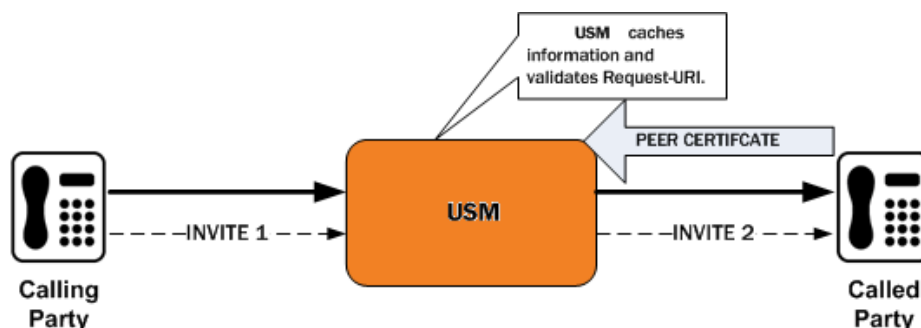 USM caches
information and
validates Request-URI.
PEER CERTIFCATE
USM
INVITE 1
INVITE 2
Calling
Party
Called
Party